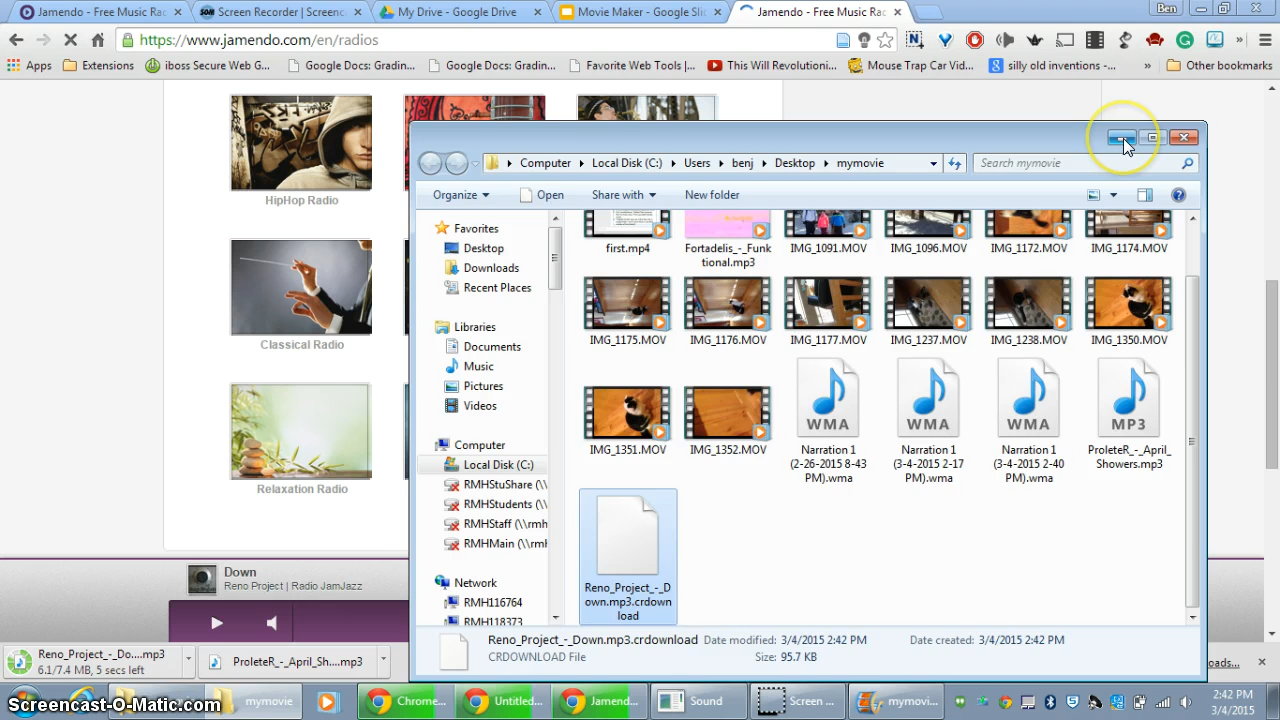 Jamendo - Free Music Rac
Screen Recorder | Screenc
My Drive - Google Drive
Movie Maker - Google Slic
Jamendo - Free Music Rac
Ben
https://www.jamendo.com/en/radios
Apps
Extensions
iboss Secure Web G...
Google Docs: Gradin...
Google Docs: Gradin...
Favorite Web Tools |...
This Will Revolutioni...
Mouse Trap Car Vid...
silly old inventions -...
»
Other bookmarks
HipHop Radio
Classical Radio
Relaxation Radio
Computer
Local Disk (C:)
Users
benj
Desktop
mymovie
Search mymovie
Organize
Open
Share with
New folder
Favorites
Desktop
Downloads
Recent Places
Libraries
Documents
Music
Pictures
Videos
Computer
Local Disk (C:)
RMHStuShare (\\
RMHStudents (\\
RMHStaff (\\rmh
RMHMain (\\rmh
Network
RMH116764
RMH118373
first.mp4
Fortadelis_-_Funk
tional.mp3
IMG_1091.MOV
IMG_1096.MOV
IMG_1172.MOV
IMG_1174.MOV
IMG_1175.MOV
IMG_1176.MOV
IMG_1177.MOV
IMG_1237.MOV
IMG_1238.MOV
IMG_1350.MOV
IMG_1351.MOV
IMG_1352.MOV
WMA
Narration 1
(2-26-2015 8-43
PM).wma
WMA
Narration 1
(3-4-2015 2-17
PM).wma
WMA
Narration 1
(3-4-2015 2-40
PM).wma
MP3
ProleteR_-_April_
Showers.mp3
Reno_Project_-_D
own.mp3.crdown
load
Reno_Project_-_Down.mp3.crdownload
Date modified: 3/4/2015 2:42 PM
Date created: 3/4/2015 2:42 PM
CRDOWNLOAD File
Size: 95.7 KB
Down
Reno Project | Radio JamJazz
Reno_Project_-_Do....mp3
6.1/7.4 MB, 5 secs left
ProleteR_-_April_Sh....mp3
oads...
mymovie
Chrome...
Untitled...
Jamend...
Sound
Screen ...
mymovi...
2:42 PM
3/4/2015
Screencast-O-Matic.com